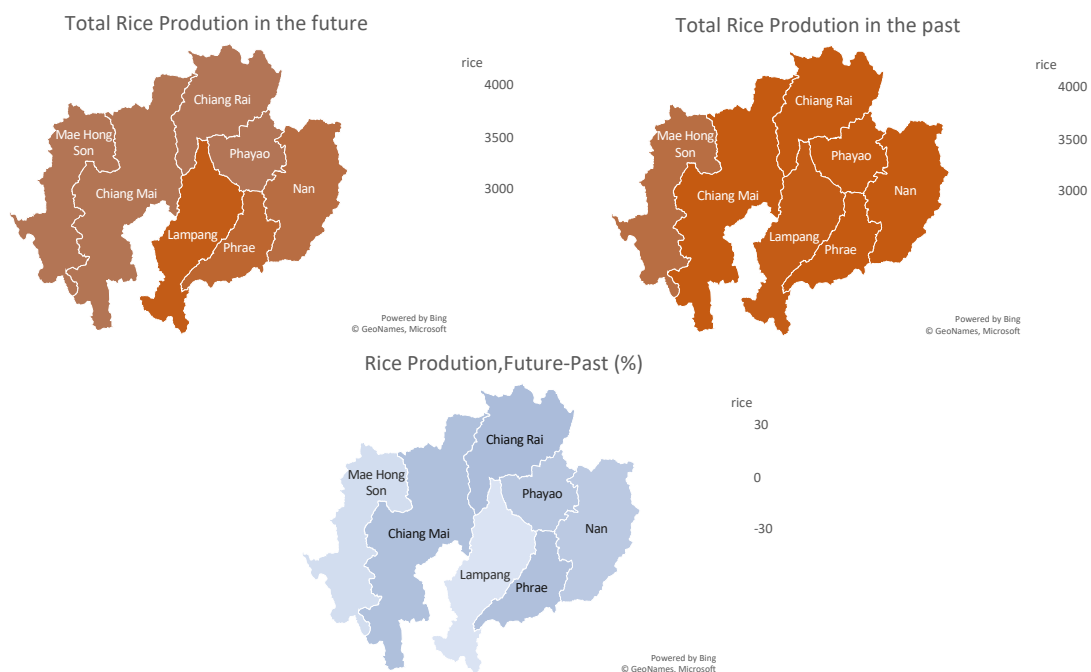 Total Rice Prodution in the future
rice
4000
3500
3000
Chiang Rai
Mae Hong
Son
Phayao
Chiang Mai
Nan
Lampang
Phrae
Powered by Bing
© GeoNames, Microsoft
Total Rice Prodution in the past
rice
4000
3500
3000
Chiang Rai
Mae Hong
Son
Phayao
Chiang Mai
Nan
Lampang
Phrae
Powered by Bing
© GeoNames, Microsoft
Rice Prodution,Future-Past (%)
rice
30
0
-30
Chiang Rai
Mae Hong
Son
Phayao
Chiang Mai
Nan
Lampang
Phrae
Powered by Bing
© GeoNames, Microsoft